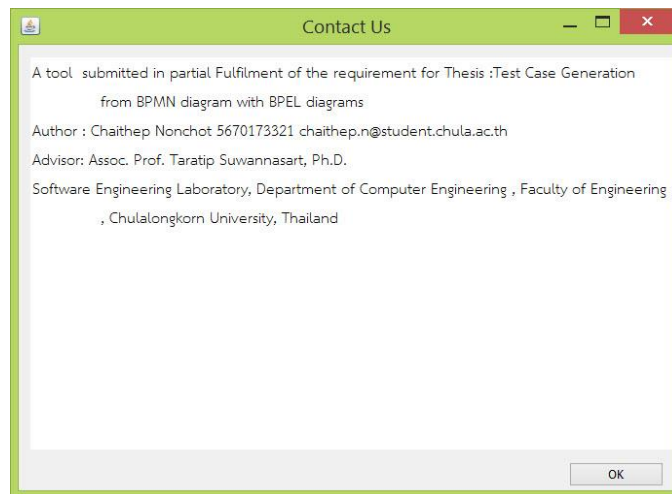 Contact Us
A tool submitted in partial Fulfilment of the requirement for Thesis :Test Case Generation
from BPMN diagram with BPEL diagrams
Author : Chaithep Nonchot 5670173321 chaithep.n@student.chula.ac.th
Advisor: Assoc. Prof. Taratip Suwannasart, Ph.D.
Software Engineering Laboratory, Department of Computer Engineering , Faculty of Engineering
, Chulalongkorn University, Thailand
OK